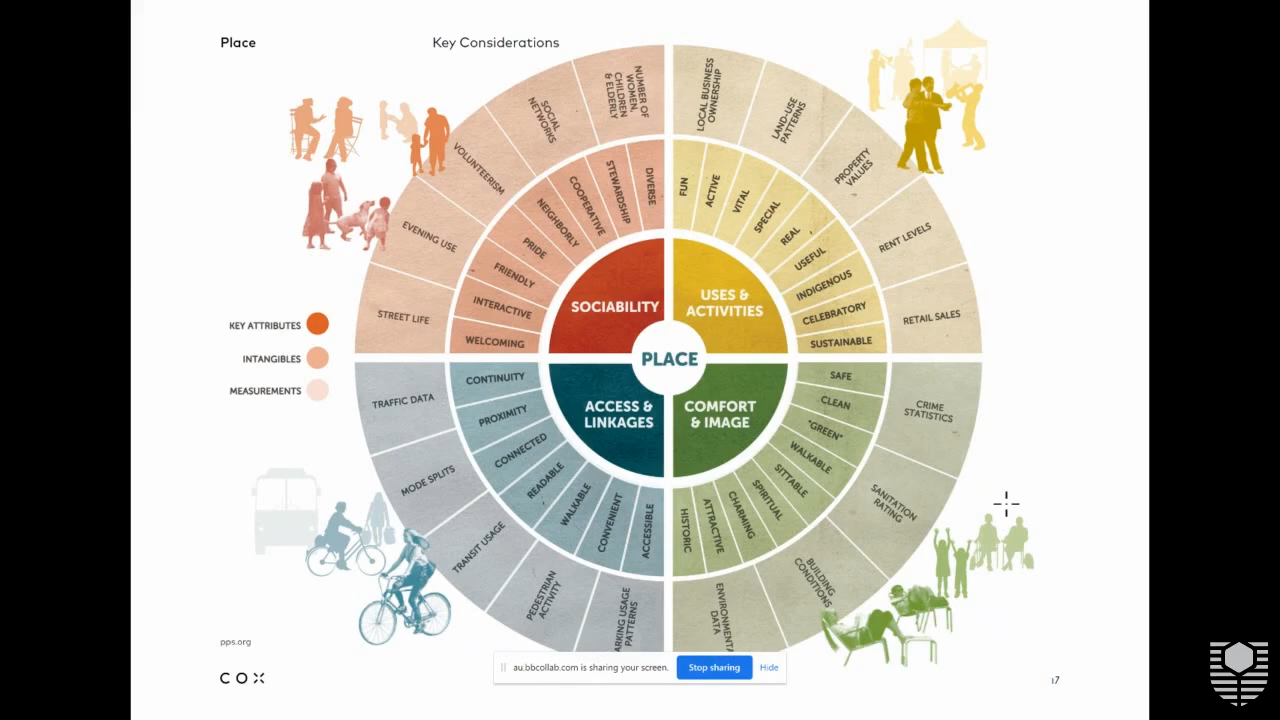 Place
Key Considerations
NUMBER OF
WOMEN,
CHILDREN
& ELDERLY
SOCIAL
NETWORKS
VOLUNTEERISM
EVENING USE
STREET LIFE
DIVERSE
STEWARDSHIP
COOPERATIVE
NEIGHBORLY
PRIDE
FRIENDLY
INTERACTIVE
WELCOMING
SOCIABILITY
LOCAL BUSINESS
OWNERSHIP
LAND-USE
PATTERNS
PROPERTY
VALUES
RENT LEVELS
RETAIL SALES
FUN
ACTIVE
VITAL
SPECIAL
REAL
USEFUL
INDIGENOUS
CELEBRATORY
SUSTAINABLE
USES &
ACTIVITIES
PLACE
KEY ATTRIBUTES
INTANGIBLES
MEASUREMENTS
ACCESS &
LINKAGES
CONTINUITY
PROXIMITY
CONNECTED
READABLE
WALKABLE
CONVENIENT
ACCESSIBLE
TRAFFIC DATA
MODE SPLITS
TRANSIT USAGE
PEDESTRIAN
ACTIVITY
ARKING USAGE
PATTERNS
COMFORT
& IMAGE
SAFE
CLEAN
"GREEN"
WALKABLE
SITTABLE
SPIRITUAL
CHARMING
ATTRACTIVE
HISTORIC
CRIME
STATISTICS
SANITATION
RATING
BUILDING
CONDITIONS
ENVIRONMENTA
DATA
pps.org
COX
au.bbcollab.com is sharing your screen.
Stop sharing
Hide
17